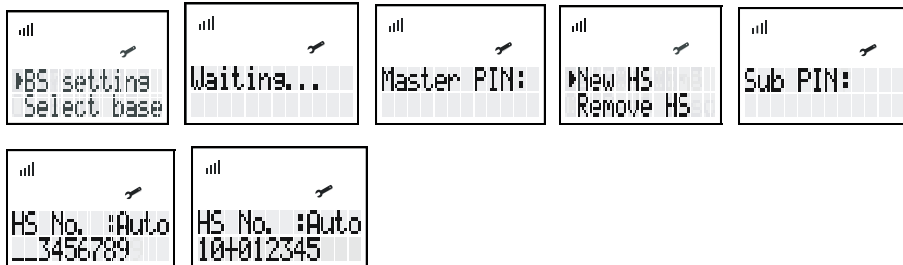 ▶BS setting
Select base
Waiting...
Master PIN:
▶New HS
Remove HS
Sub PIN:
HS No. :Auto
__3456789
HS No. :Auto
10+012345